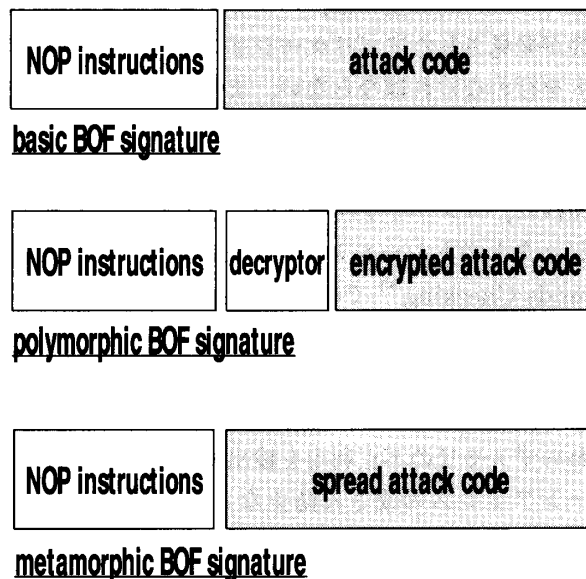 NOP instructions attack code
basic BOF signature
NOP instructions decryptor encrypted attack code
polymorphic BOF signature
NOP instructions spread attack code
metamorphic BOF signature